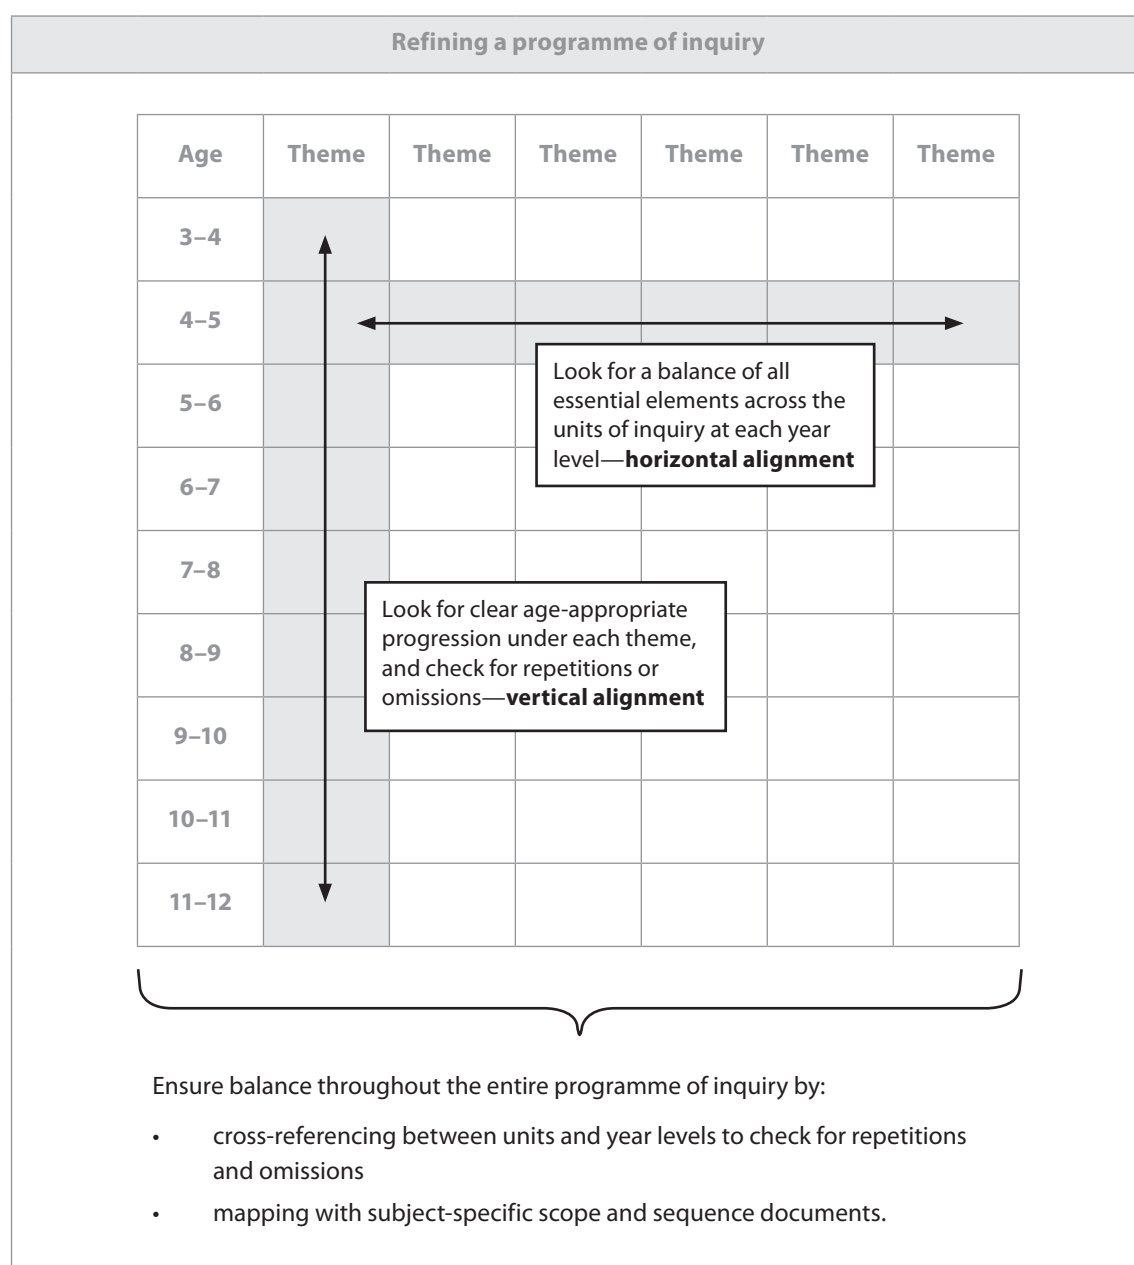 Refining a programme of inquiry
Age Theme Theme Theme Theme Theme Theme
3–4
4–5
Look for a balance of all
essential elements across the
units of inquiry at each year
level—horizontal alignment
5–6
6–7
7–8
Look for clear age-appropriate
progression under each theme,
and check for repetitions or
omissions—vertical alignment
8–9
9–10
10–11
11–12
Ensure balance throughout the entire programme of inquiry by:
• cross-referencing between units and year levels to check for repetitions
and omissions
• mapping with subject-specific scope and sequence documents.